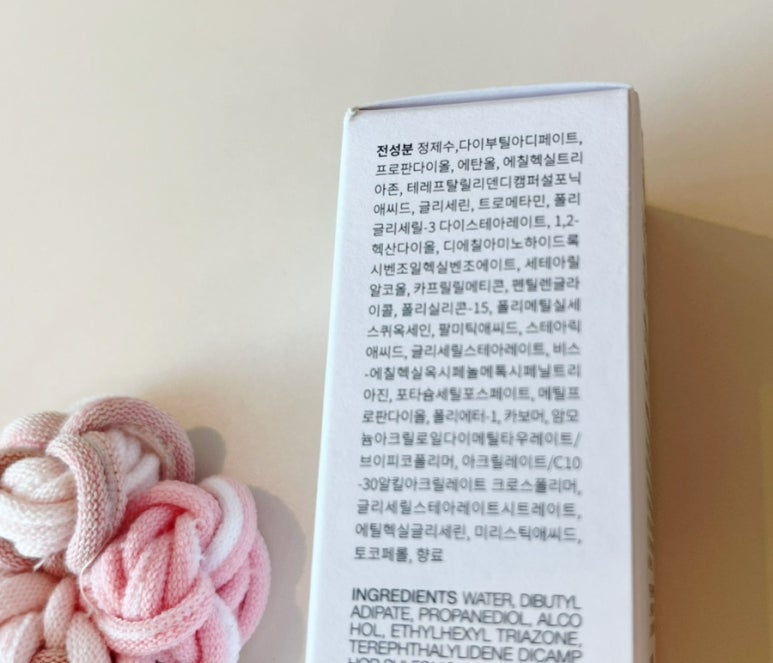 전성분 정제수,다이부틸아디페이트,
프로판다이올, 에탄올, 에칠헥실트리
아존, 테레프탈릴리덴디캠퍼설포닉
애씨드, 글리세린, 트로메타민, 폴리
글리세릴-3 다이스테아레이트, 1,2-
헥산다이올, 디에칠아미노하이드록
시벤조일헥실벤조에이트, 세테아릴
알코올, 카프릴릴메티콘, 펜틸렌글라
이콜, 폴리실리콘-15, 폴리메틸실세
스퀴옥세인, 팔미틱애씨드, 스테아릭
애씨드, 글리세릴스테아레이트, 비스
-에칠헥실옥시페놀메톡시페닐트리
아진, 포타슘세틸포스페이트, 메틸프
로판다이올, 폴리에터-1, 카보머, 암모
늄아크릴로일다이메틸타우레이트/
브이피코폴리머, 아크릴레이트/C10
-30알킬아크릴레이트 크로스폴리머,
글리세릴스테아레이트시트레이트,
에틸헥실글리세린, 미리스틱애씨드,
토코페롤, 향료
INGREDIENTS WATER, DIBUTYL
ADIPATE, PROPANEDIOL, ALCO
HOL, ETHYLHEXYL TRIAZONE,
TEREPHTHALYLIDENE DICAMP